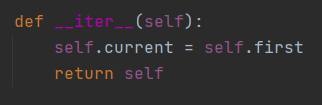 def __iter__(self):
    self.current = self.first
    return self